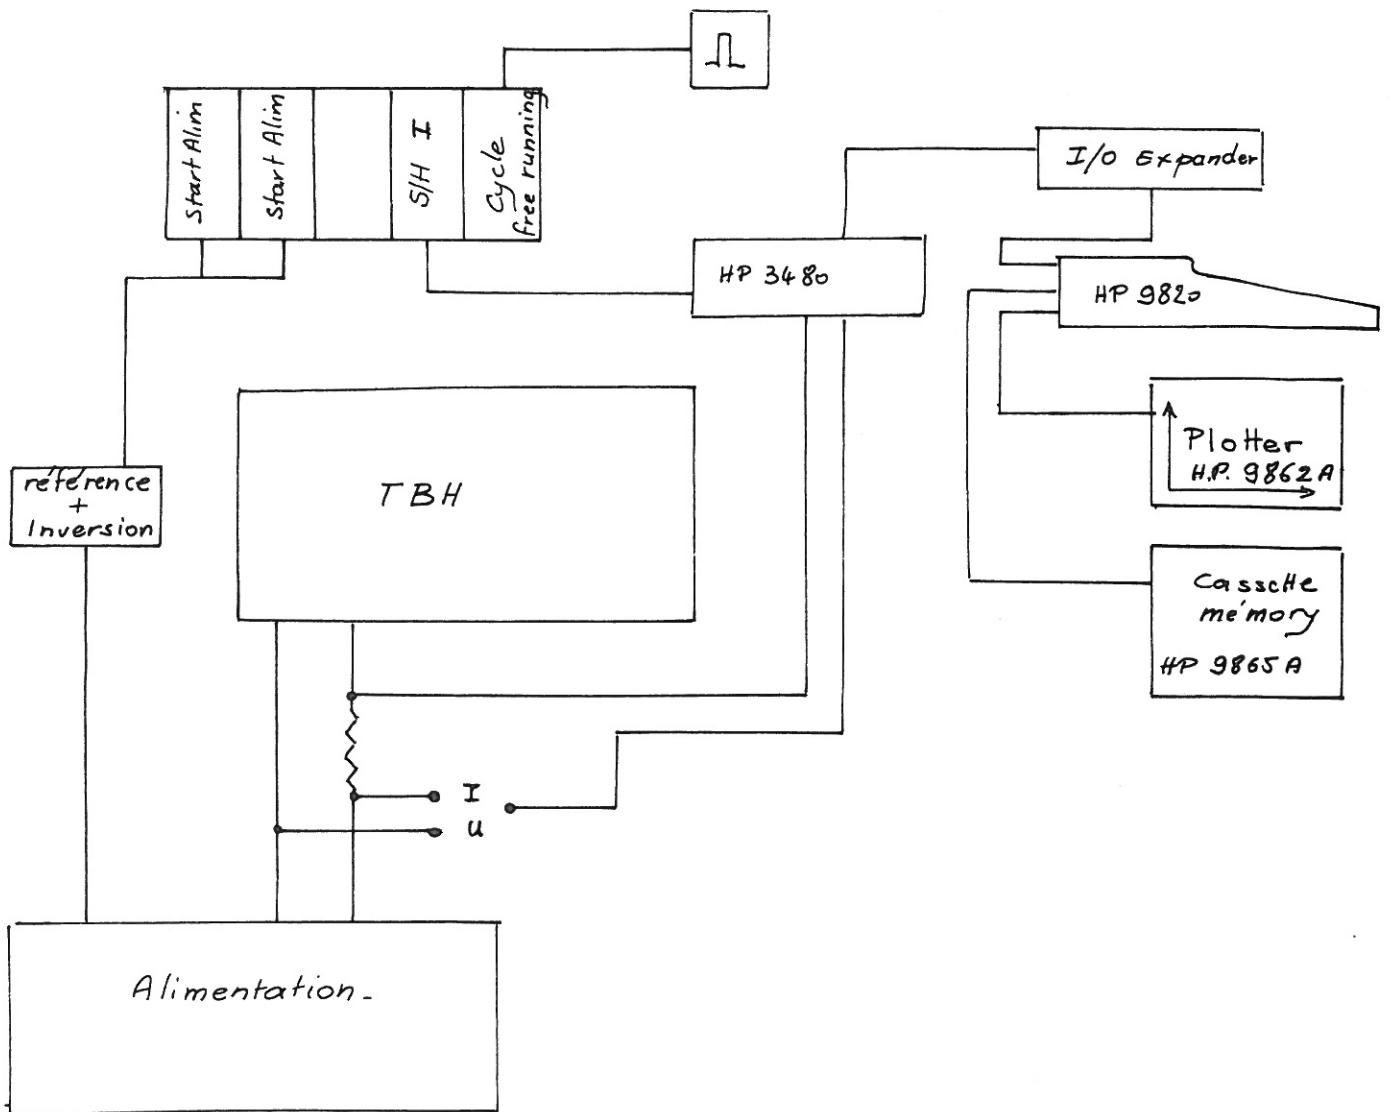 Start Alim
Start Alim
S/H I
Cycle
free running
I/O Expander
HP 3480
HP 9820
Plotter
H.P. 9862A
référence
+
Inversion
TBH
Cassette
mémory
HP 9865A
I
U
Alimentation-